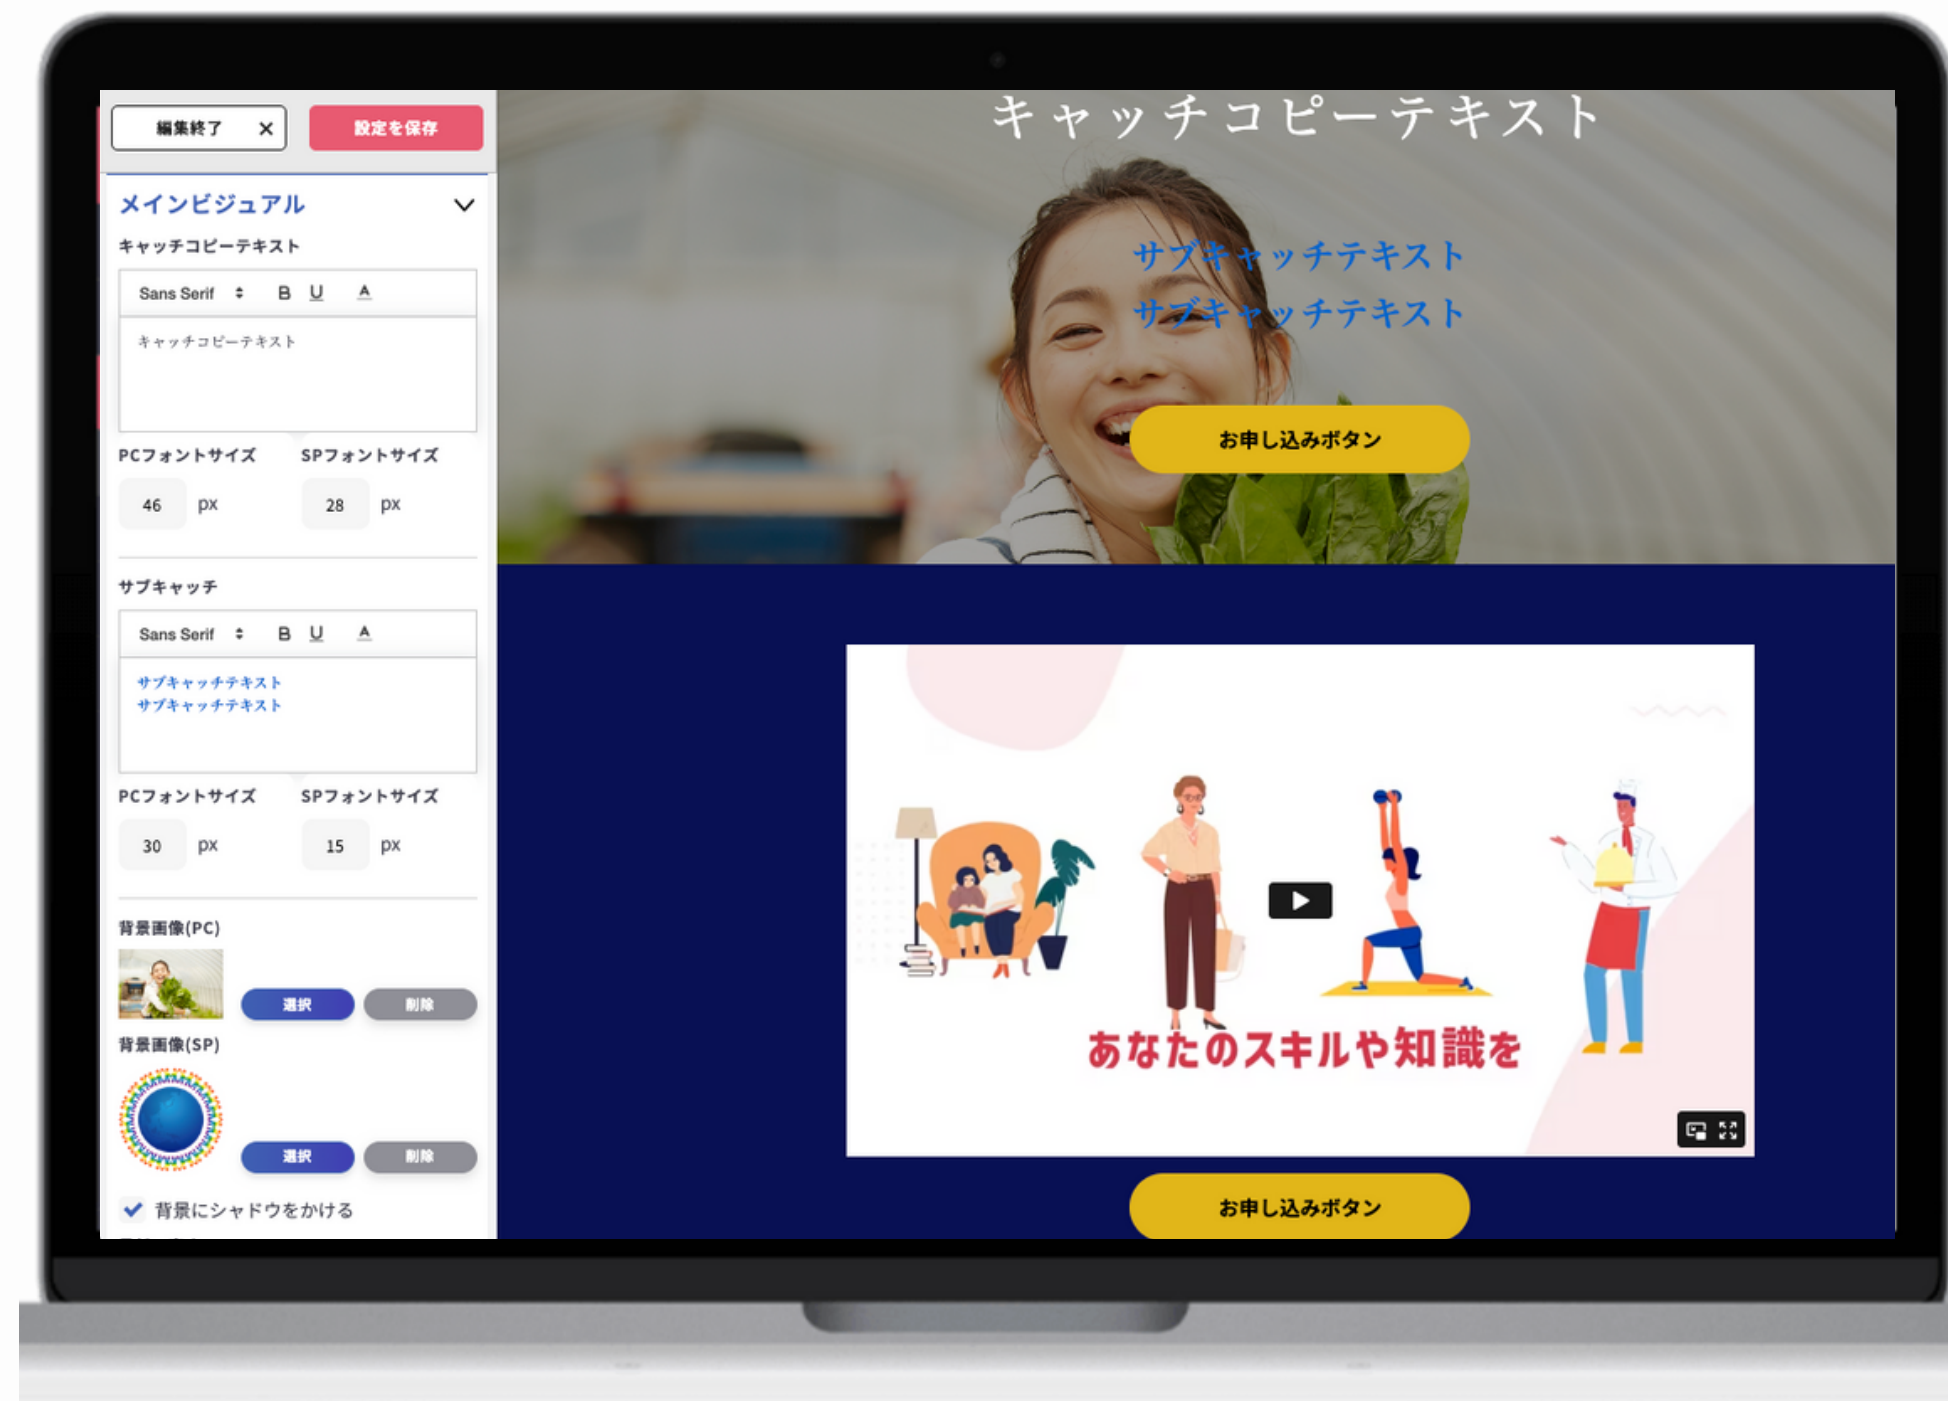 編集終了 ×
設定を保存
メインビジュアル
キャッチコピーテキスト
Sans Serif B U A
キャッチコピーテキスト
PCフォントサイズ SPフォントサイズ
46 px 28 px
サブキャッチ
Sans Serif B U A
サブキャッチテキスト
サブキャッチテキスト
PCフォントサイズ SPフォントサイズ
30 px 15 px
背景画像(PC)
選択 削除
背景画像(SP)
選択 削除
背景にシャドウをかける
キャッチコピーテキスト
サブキャッチテキスト
サブキャッチテキスト
お申し込みボタン
あなたのスキルや知識を
お申し込みボタン